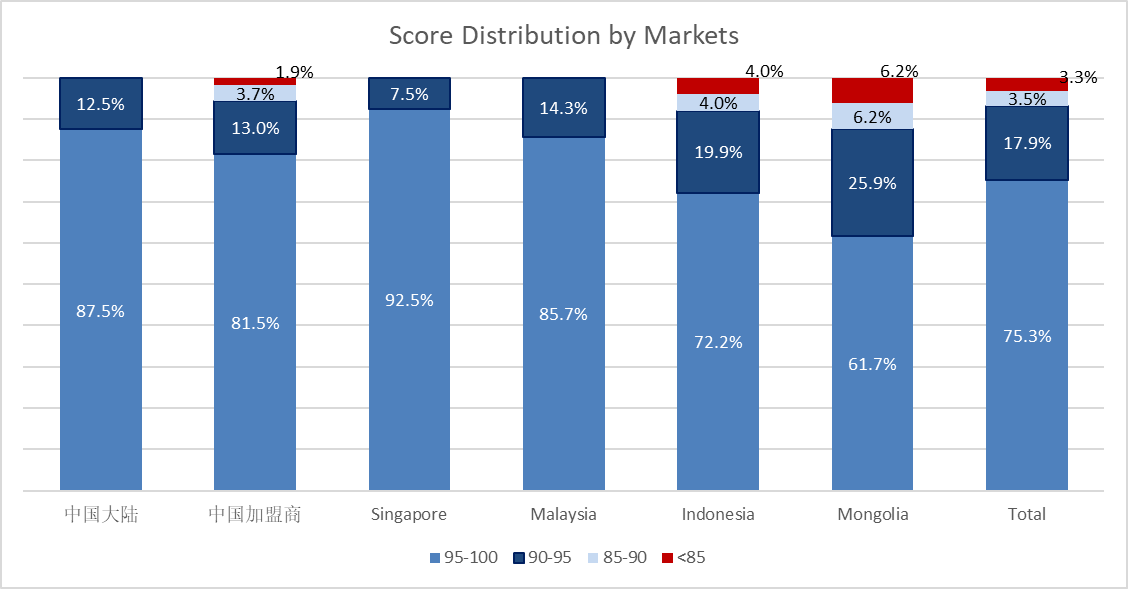 Score Distribution by Markets
1.9% 4.0% 6.2% 3.3%
12.5% 3.7% 7.5% 14.3% 4.0% 6.2% 3.5%
13.0% 19.9% 25.9% 17.9%
87.5% 81.5% 92.5% 85.7% 72.2% 61.7% 75.3%
中国大陆 中国加盟商 Singapore Malaysia Indonesia Mongolia Total
95-100 90-95 85-90 <85